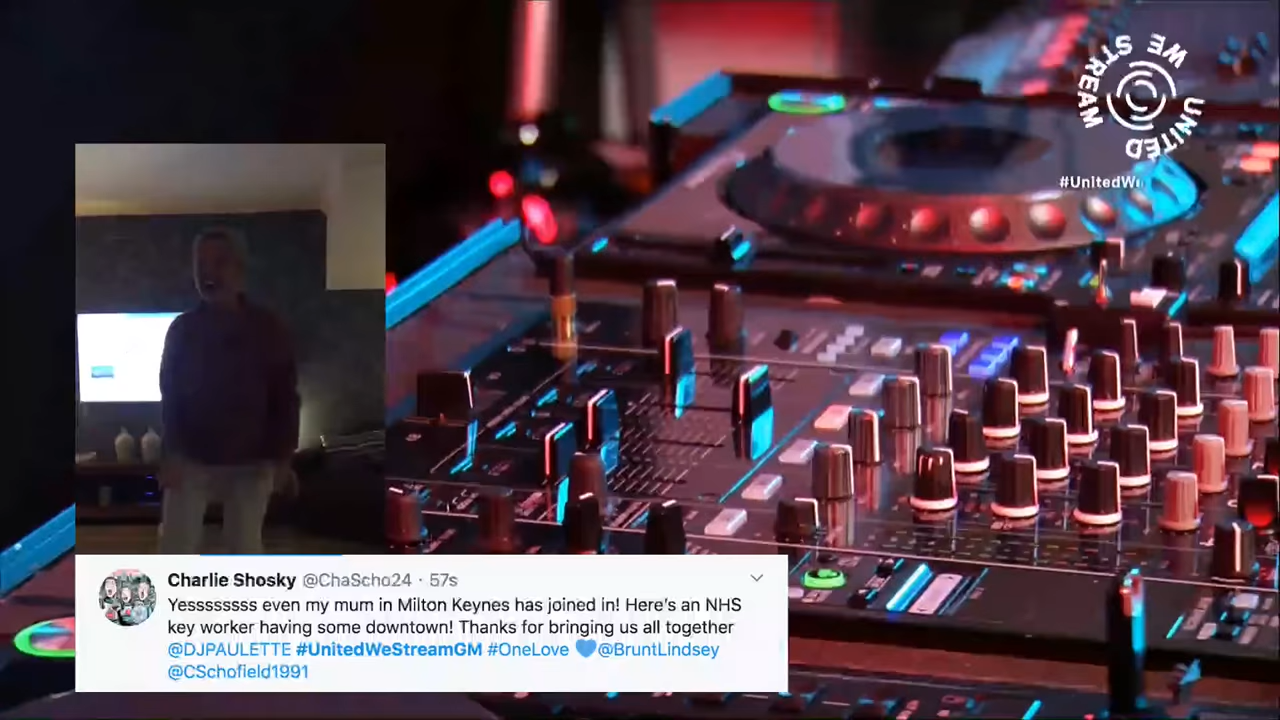 UNITED WE STREAM
#UnitedWe
Charlie Shosky @ChaScho24 · 57s
Yessssssss even my mum in Milton Keynes has joined in! Here's an NHS
key worker having some downtown! Thanks for bringing us all together
@DJPAULETTE #UnitedWeStreamGM #OneLove 💙@BruntLindsey
@CSchofield1991